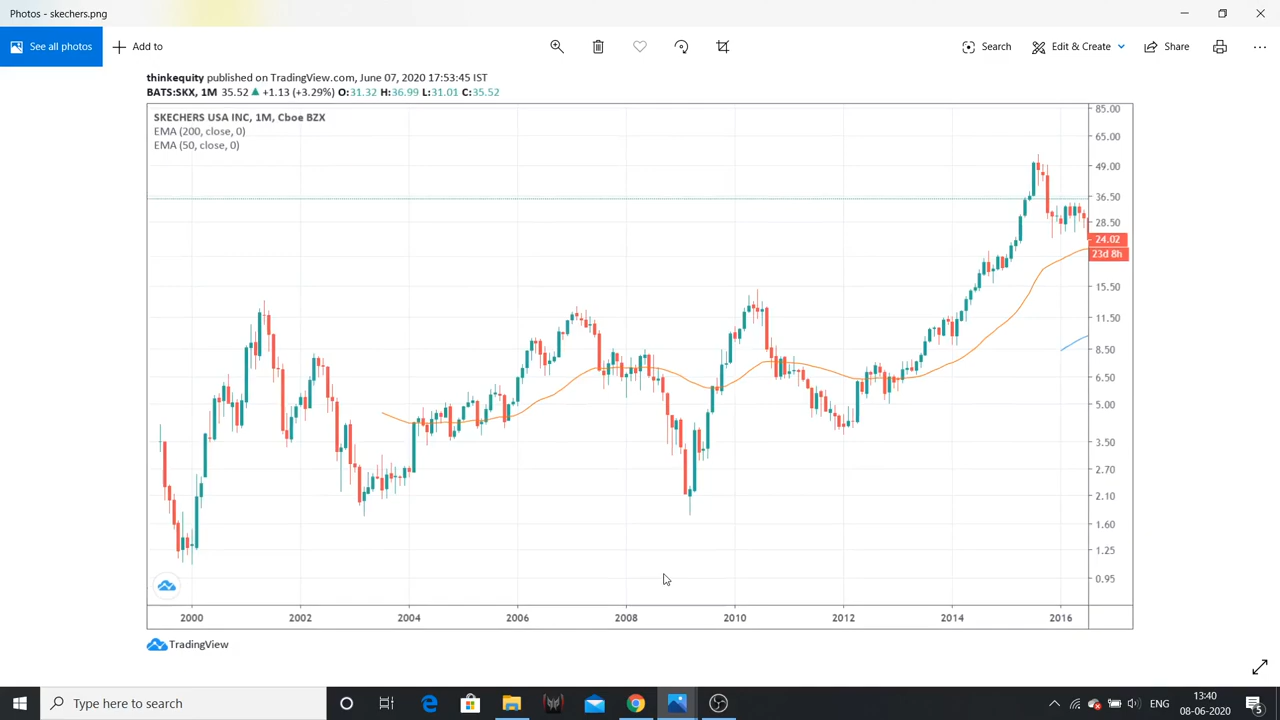 Photos - skechers.png
See all photos
Add to
Search
Edit & Create
Share
thinkequity published on TradingView.com, June 07, 2020 17:53:45 IST
BATS:SKX, 1M 35.52 ▲ +1.13 (+3.29%) O:31.32 H:36.99 L:31.01 C:35.52
SKECHERS USA INC, 1M, Cboe BZX
EMA (200, close, 0)
EMA (50, close, 0)
85.00
65.00
49.00
36.50
28.50
24.02
23d 8h
15.50
11.50
8.50
6.50
5.00
3.50
2.70
2.10
1.60
1.25
0.95
2000 2002 2004 2006 2008 2010 2012 2014 2016
TradingView
Type here to search
ENG
13:40
08-06-2020
5